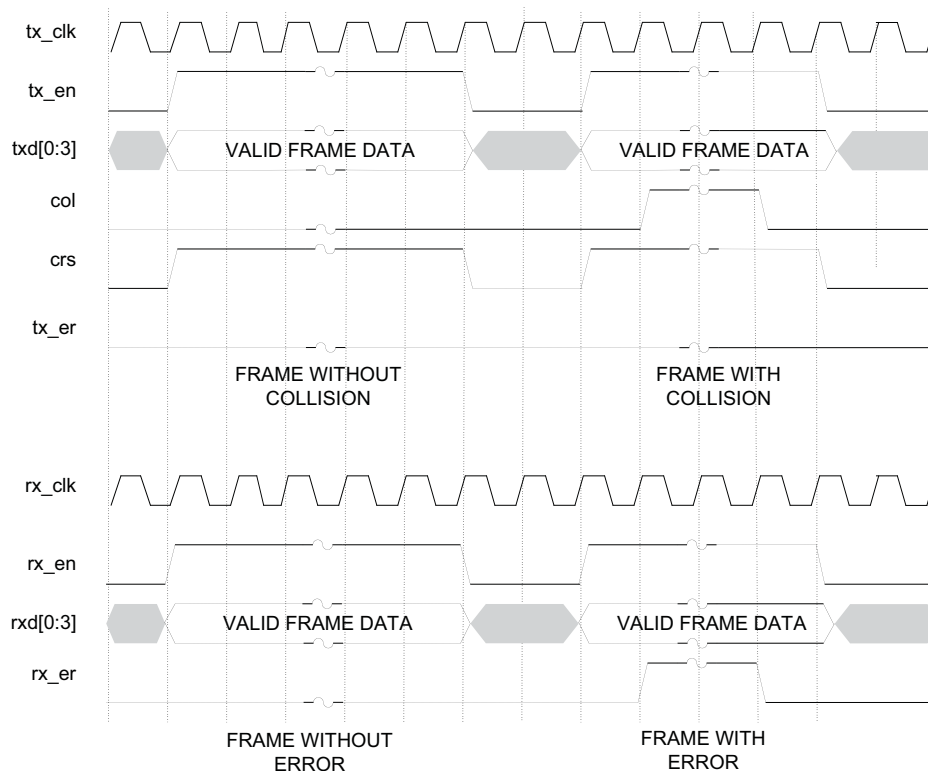 tx_clk
tx_en
txd[0:3]
VALID FRAME DATA
VALID FRAME DATA
col
crs
tx_er
FRAME WITHOUT
COLLISION
FRAME WITH
COLLISION
rx_clk
rx_en
rxd[0:3]
VALID FRAME DATA
VALID FRAME DATA
rx_er
FRAME WITHOUT
ERROR
FRAME WITH
ERROR